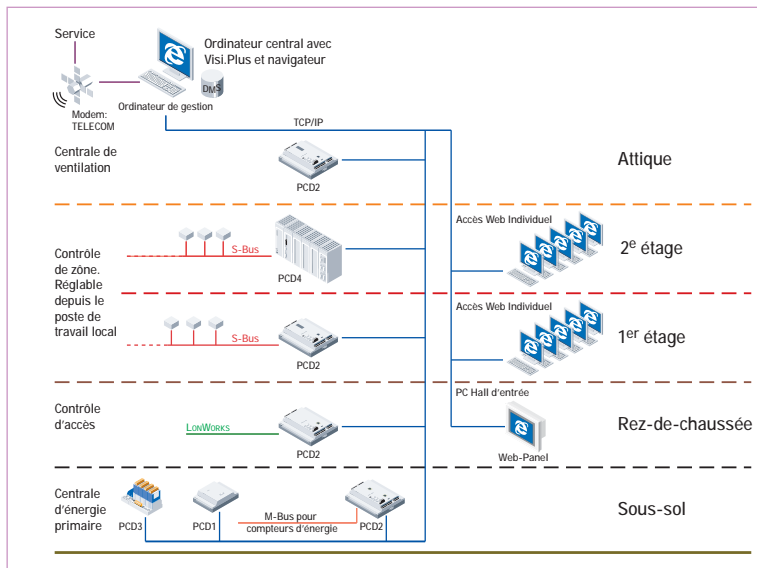 Service
Ordinateur central avec
Visi.Plus et navigateur
DMS
Modem:
TELECOM
Ordinateur de gestion
TCP/IP
Centrale de
ventilation
PCD2
Attique
Contrôle
de zône.
Réglable
depuis le
poste de
travail local
S-Bus
PCD4
Accès Web Individuel
2e étage
S-Bus
PCD2
Accès Web Individuel
1er étage
Contrôle
d'accès
LONWORKS
PCD2
PC Hall d'entrée
Web-Panel
Rez-de-chaussée
Centrale
d'énergie
primaire
PCD3
PCD1
M-Bus pour
compteurs d'énergie
PCD2
Sous-sol